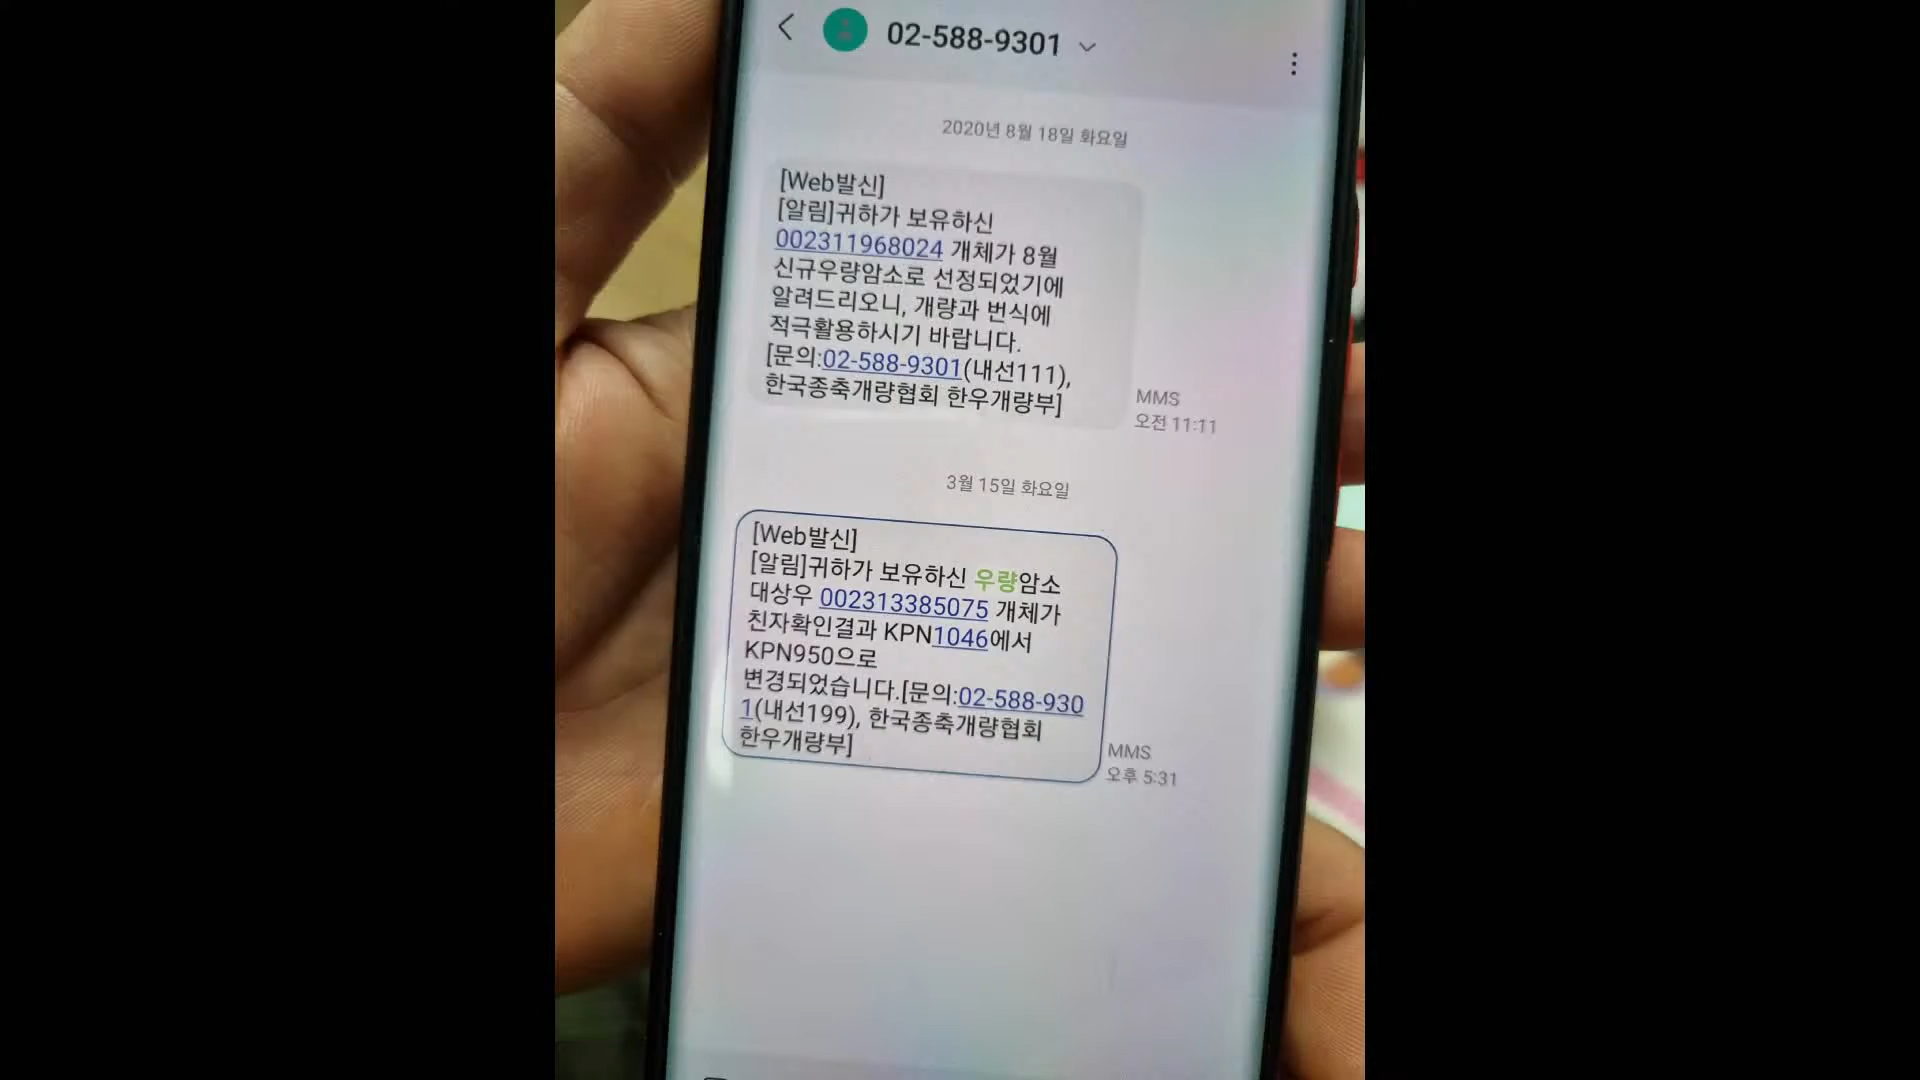 02-588-9301
2020년 8월 18일 화요일
[Web발신]
[알림]귀하가 보유하신
002311968024 개체가 8월
신규우량암소로 선정되었기에
알려드리오니, 개량과 번식에
적극활용하시기 바랍니다.
[문의:02-588-9301(내선111),
한국종축개량협회 한우개량부]
MMS
오전 11:11
3월 15일 화요일
[Web발신]
[알림]귀하가 보유하신 우량암소
대상우 002313385075 개체가
친자확인결과 KPN1046에서
KPN950으로
변경되었습니다.[문의:02-588-930
1(내선199), 한국종축개량협회
한우개량부]
MMS
오후 5:31